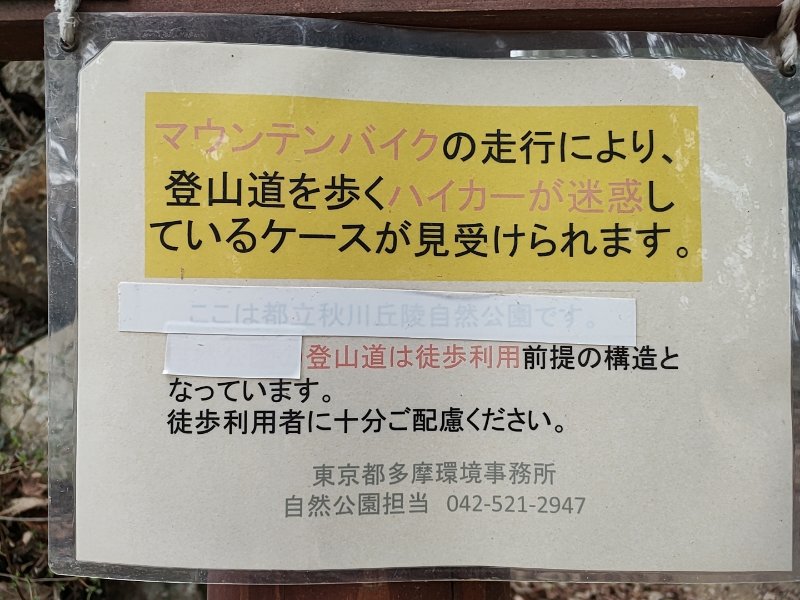 マウンテンバイクの走行により、
登山道を歩くハイカーが迷惑し
ているケースが見受けられます。
ここは都立秋川丘陵自然公園です。
登山道は徒歩利用前提の構造と
なっています。
徒歩利用者に十分ご配慮ください。
東京都多摩環境事務所
自然公園担当 042-521-2947